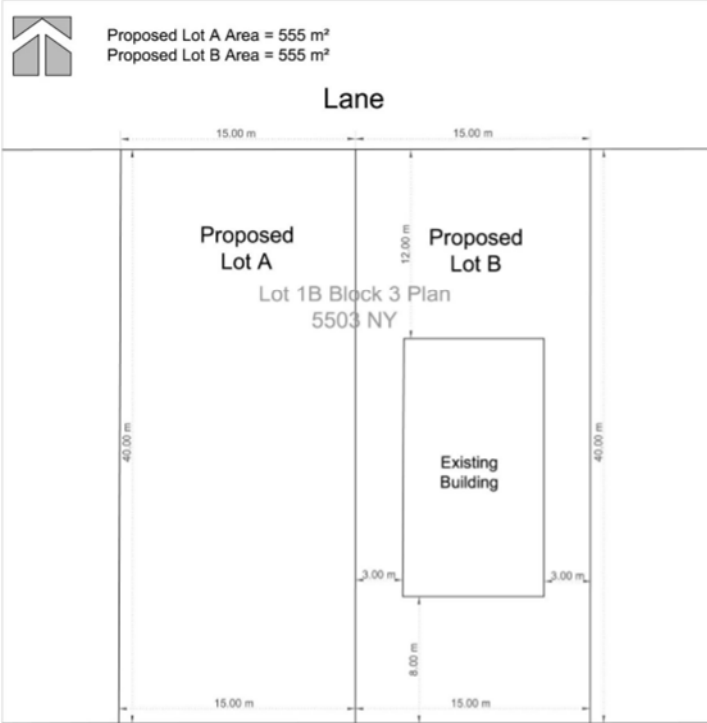 Proposed Lot A Area = 555 m²
Proposed Lot B Area = 555 m²
Lane
15.00 m
15.00 m
12.00 m
Proposed
Lot A
Proposed
Lot B
Lot 1B Block 3 Plan
5503 NY
40.00 m
40.00 m
Existing
Building
3.00 m
3.00 m
8.00 m
15.00 m
15.00 m